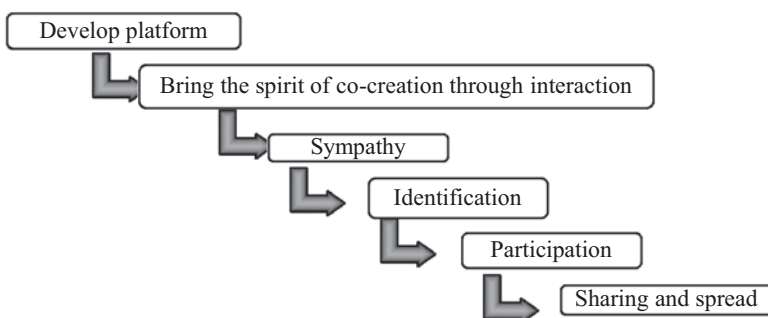 Develop platform
Bring the spirit of co-creation through interaction
Sympathy
Identification
Participation
Sharing and spread